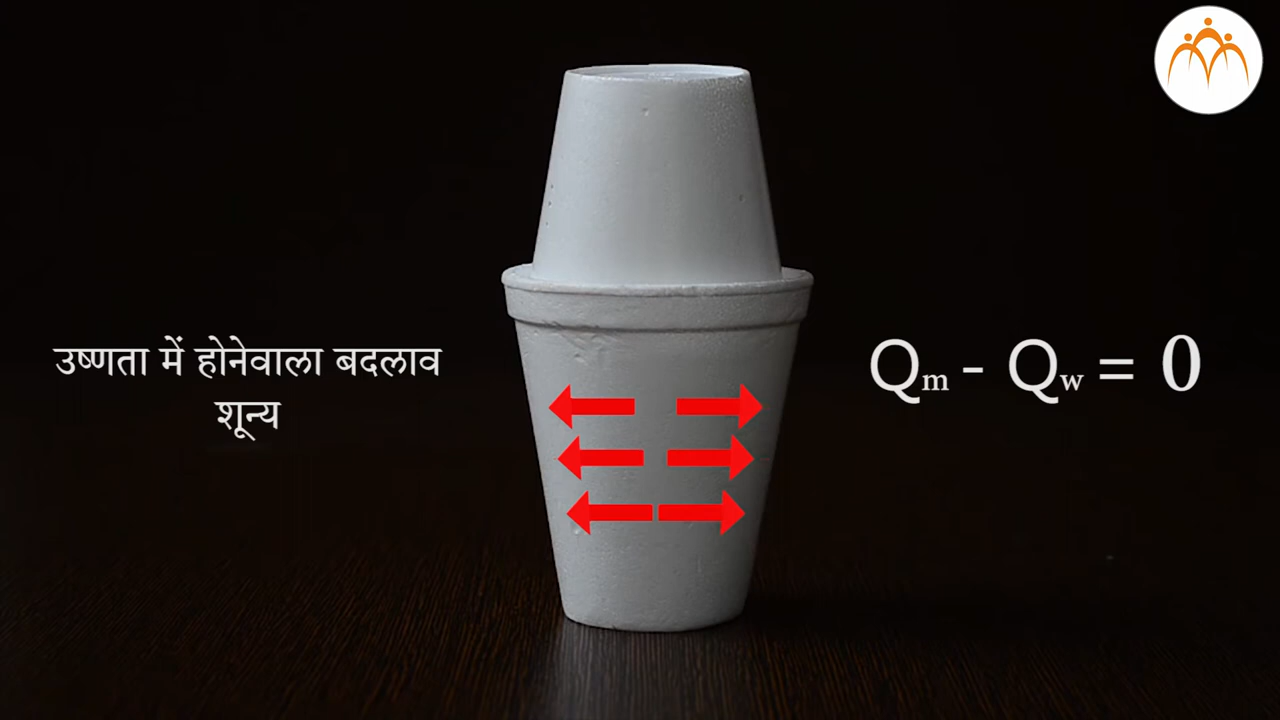 उष्णता में होनेवाला बदलाव
शून्य
Qm - Qw = 0